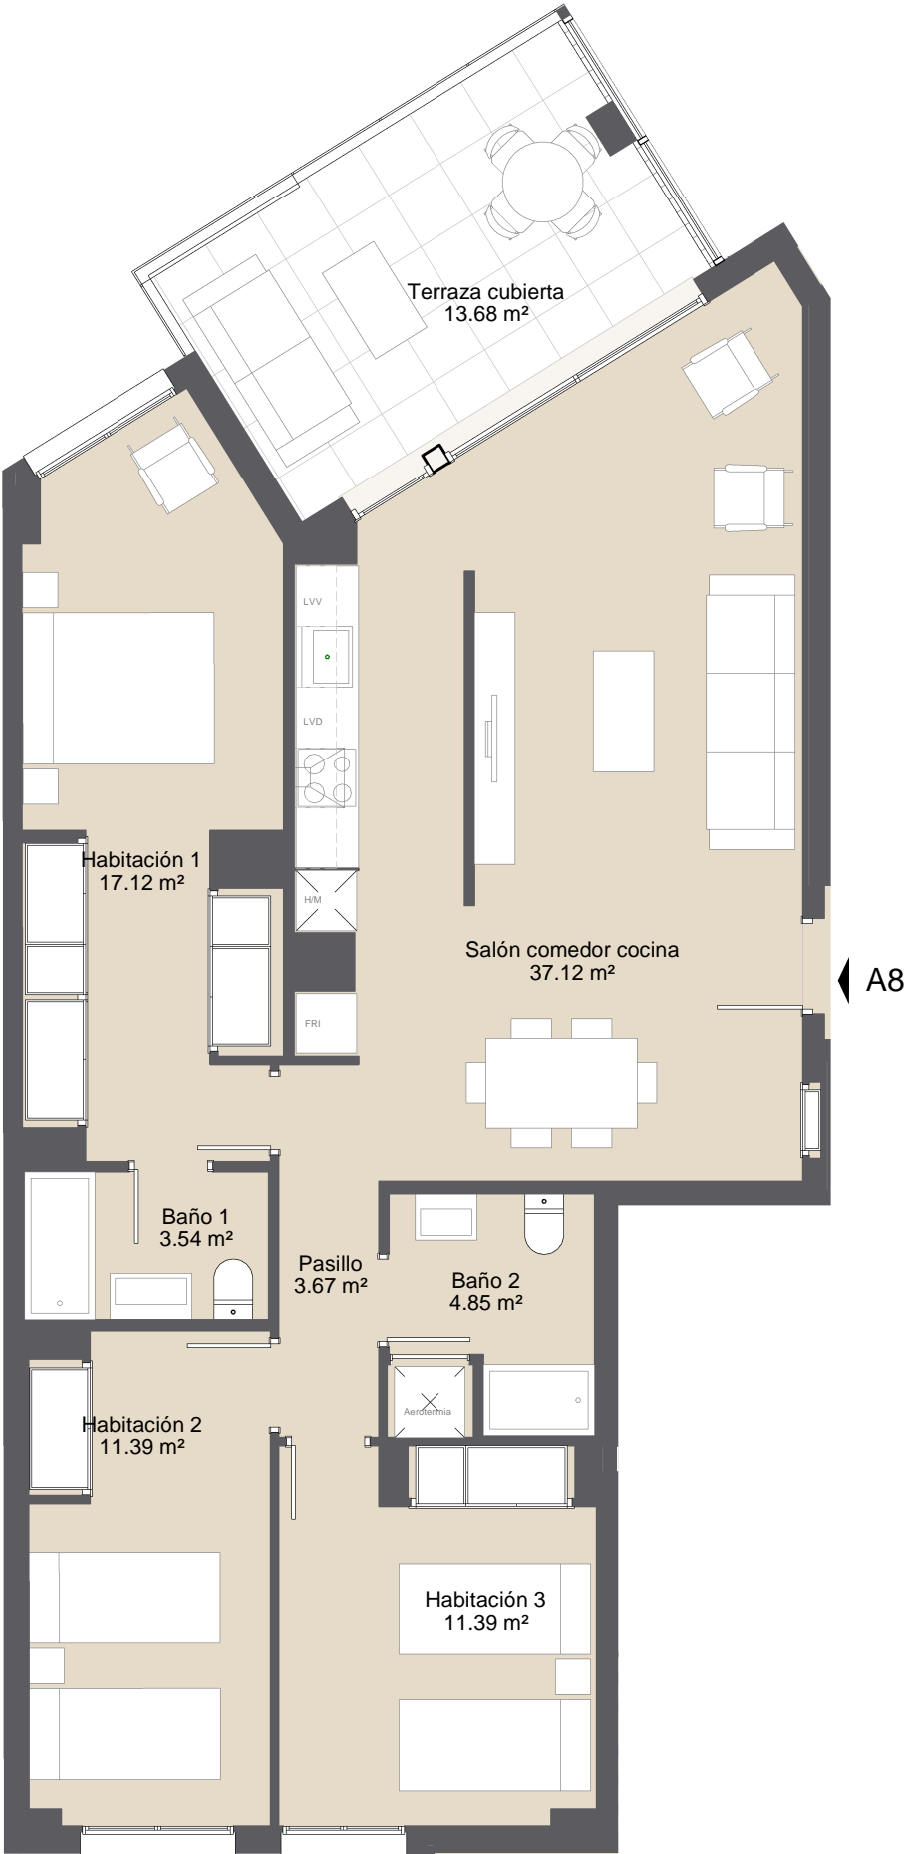 Terraza cubierta
13.68 m²
LVV
LVD
Habitación 1
17.12 m²
H/M
Salón comedor cocina
37.12 m²
A8
FRI
Baño 1
3.54 m²
Pasillo
3.67 m²
Baño 2
4.85 m²
Aerotermia
Habitación 2
11.39 m²
Habitación 3
11.39 m²